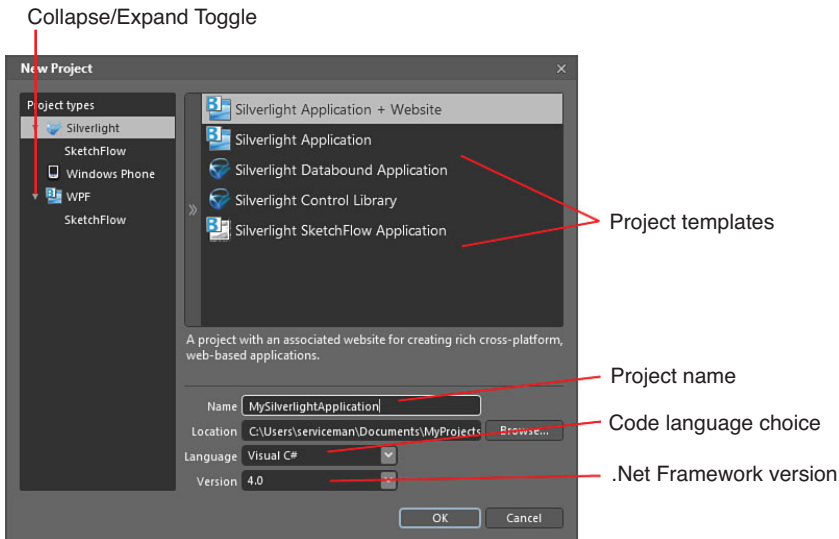 Collapse/Expand Toggle
New Project
Project types
Silverlight
SketchFlow
Windows Phone
WPF
SketchFlow
Silverlight Application + Website
Silverlight Application
Silverlight Databound Application
Silverlight Control Library
Silverlight SketchFlow Application
Project templates
A project with an associated website for creating rich cross-platform,
web-based applications.
Name MySilverlightApplication
Project name
Location C:\Users\serviceman\Documents\MyProjects Browse...
Code language choice
Language Visual C#
Version 4.0
.Net Framework version
OK Cancel